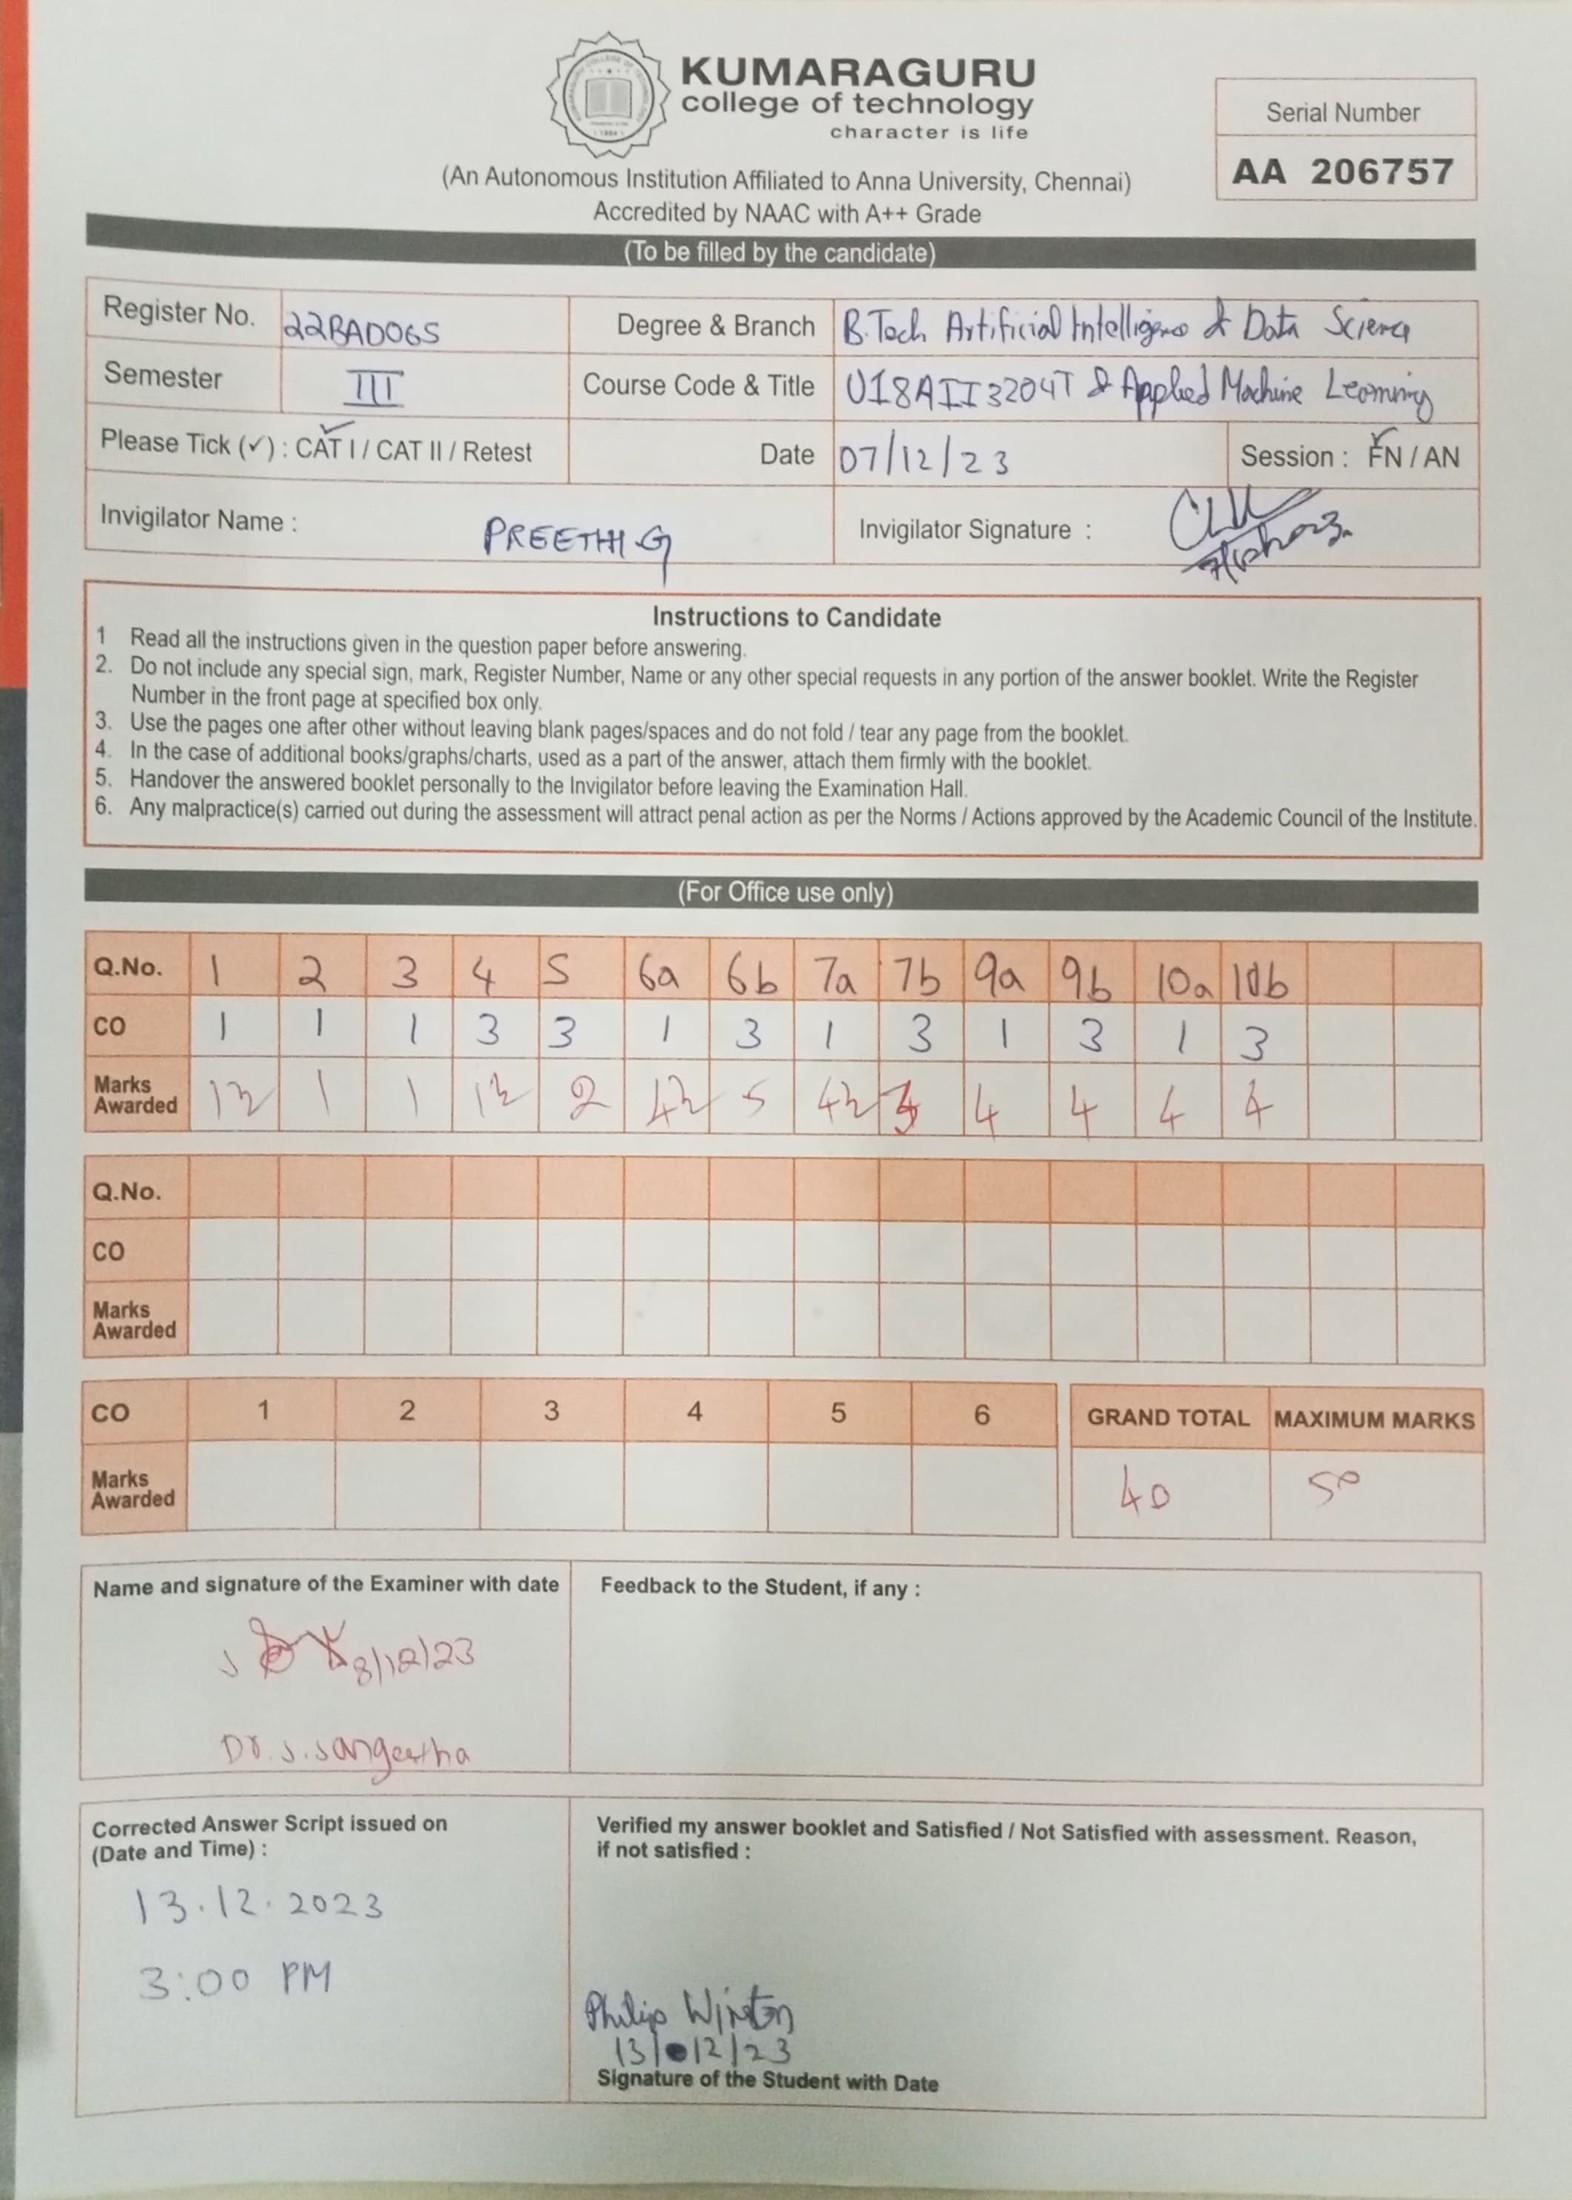 KUMARAGURU
college of technology
character is life
(An Autonomous Institution Affiliated to Anna University, Chennai)
Accredited by NAAC with A++ Grade
Serial Number
AA 206757
(To be filled by the candidate)
Register No. 22BAD065 Degree & Branch B.Tech Artificial Intelligence & Data Science
Semester III Course Code & Title U18AII3204T & Applied Machine Learning
Please Tick (✓) : CAT I / CAT II / Retest Date 07/12/23 Session : FN / AN
Invigilator Name : PREETHI.G Invigilator Signature :
Instructions to Candidate
1 Read all the instructions given in the question paper before answering.
2. Do not include any special sign, mark, Register Number, Name or any other special requests in any portion of the answer booklet. Write the Register
Number in the front page at specified box only.
3. Use the pages one after other without leaving blank pages/spaces and do not fold / tear any page from the booklet.
4. In the case of additional books/graphs/charts, used as a part of the answer, attach them firmly with the booklet.
5. Handover the answered booklet personally to the Invigilator before leaving the Examination Hall.
6. Any malpractice(s) carried out during the assessment will attract penal action as per the Norms / Actions approved by the Academic Council of the Institute.
(For Office use only)
Q.No. 1 2 3 4 5 6a 6b 7a 7b 9a 9b 10a 10b
CO 1 1 1 3 3 1 3 1 3 1 3 1 3
Marks
Awarded 1½ 1 1 1½ 2 4½ 5 4½ 4 4 4 4
Q.No.
CO
Marks
Awarded
CO 1 2 3 4 5 6 GRAND TOTAL MAXIMUM MARKS
Marks
Awarded 40 50
Name and signature of the Examiner with date
8/12/23
Dr. S. Sangeetha
Feedback to the Student, if any :
Corrected Answer Script issued on
(Date and Time) :
13.12.2023
3:00 PM
Verified my answer booklet and Satisfied / Not Satisfied with assessment. Reason,
if not satisfied :
Philip Winston
13/12/23
Signature of the Student with Date